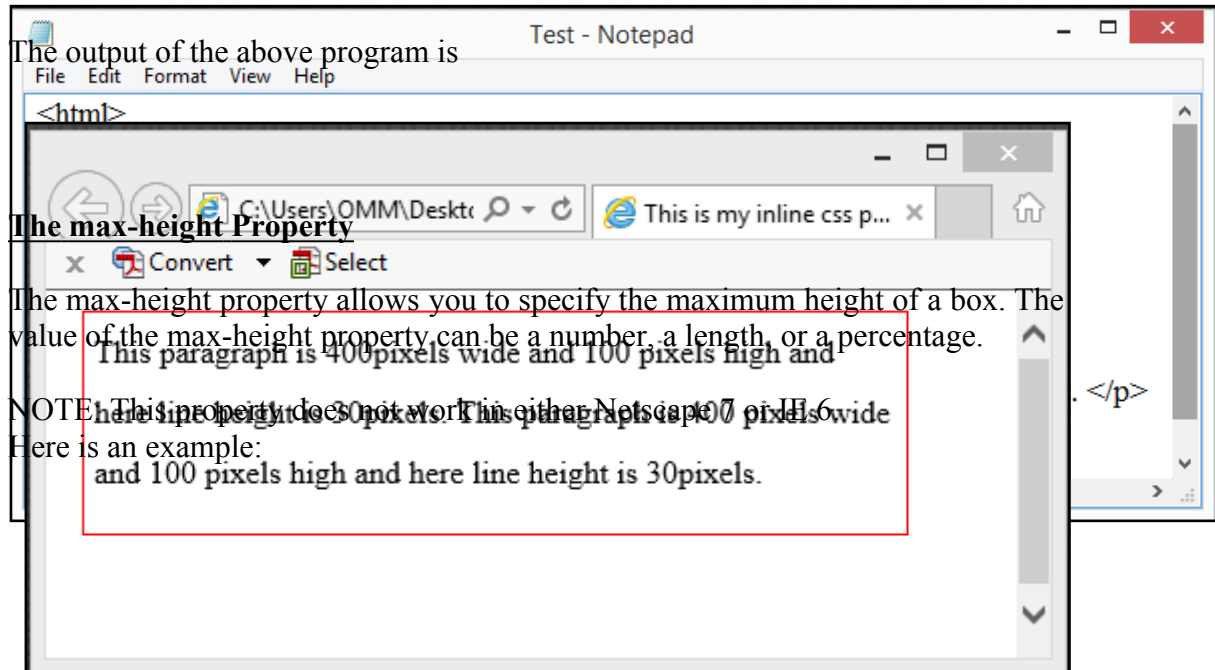 Test - Notepad
The output of the above program is
File Edit Format View Help
<html>
C:\Users\OMM\Deskt
This is my inline css p...
The max-height Property
x Convert Select
The max-height property allows you to specify the maximum height of a box. The
value of the max-height property can be a number, a length, or a percentage.
This paragraph is 400pixels wide and 100 pixels high and
. </p>
NOTE: This property does not work in either Netscape 7 or IE 6.
here line height is 30pixels. This paragraph is 400 pixels wide
Here is an example:
and 100 pixels high and here line height is 30pixels.